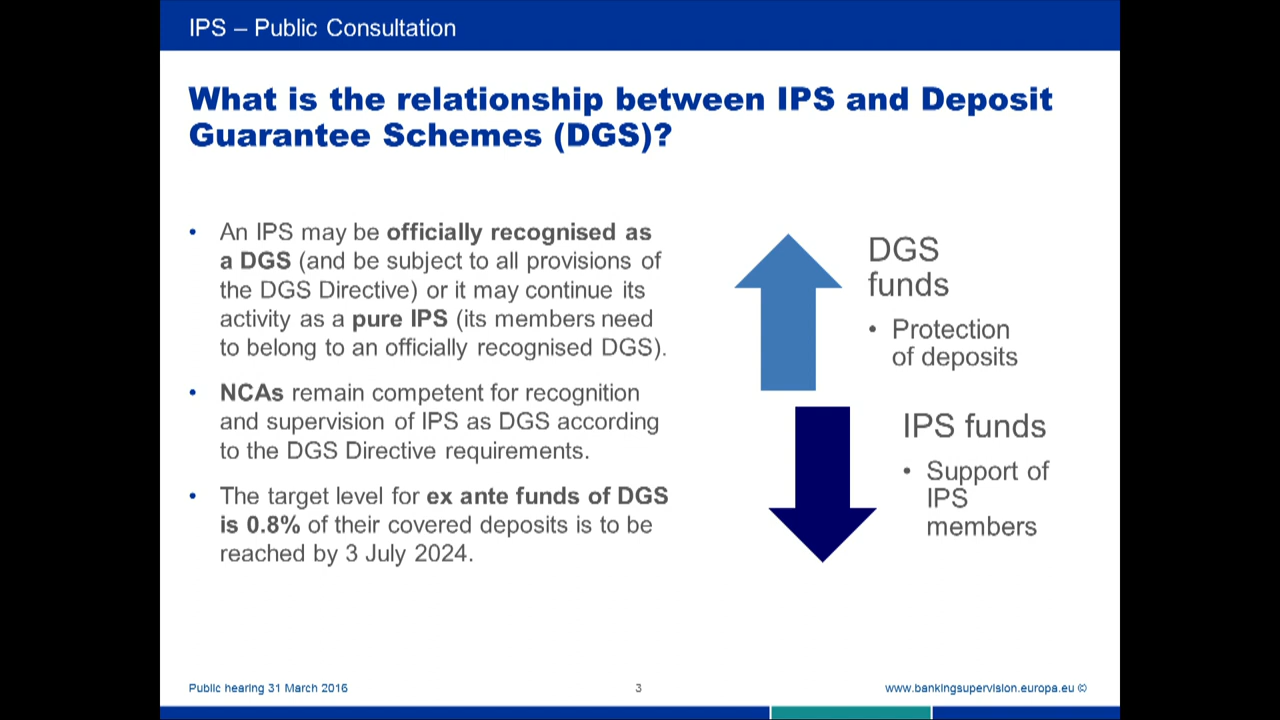 IPS – Public Consultation
What is the relationship between IPS and Deposit
Guarantee Schemes (DGS)?
• An IPS may be officially recognised as
a DGS (and be subject to all provisions of
the DGS Directive) or it may continue its
activity as a pure IPS (its members need
to belong to an officially recognised DGS).
• NCAs remain competent for recognition
and supervision of IPS as DGS according
to the DGS Directive requirements.
• The target level for ex ante funds of DGS
is 0.8% of their covered deposits is to be
reached by 3 July 2024.
DGS
funds
• Protection
of deposits
IPS funds
• Support of
IPS
members
Public hearing 31 March 2016
3
www.bankingsupervision.europa.eu ©